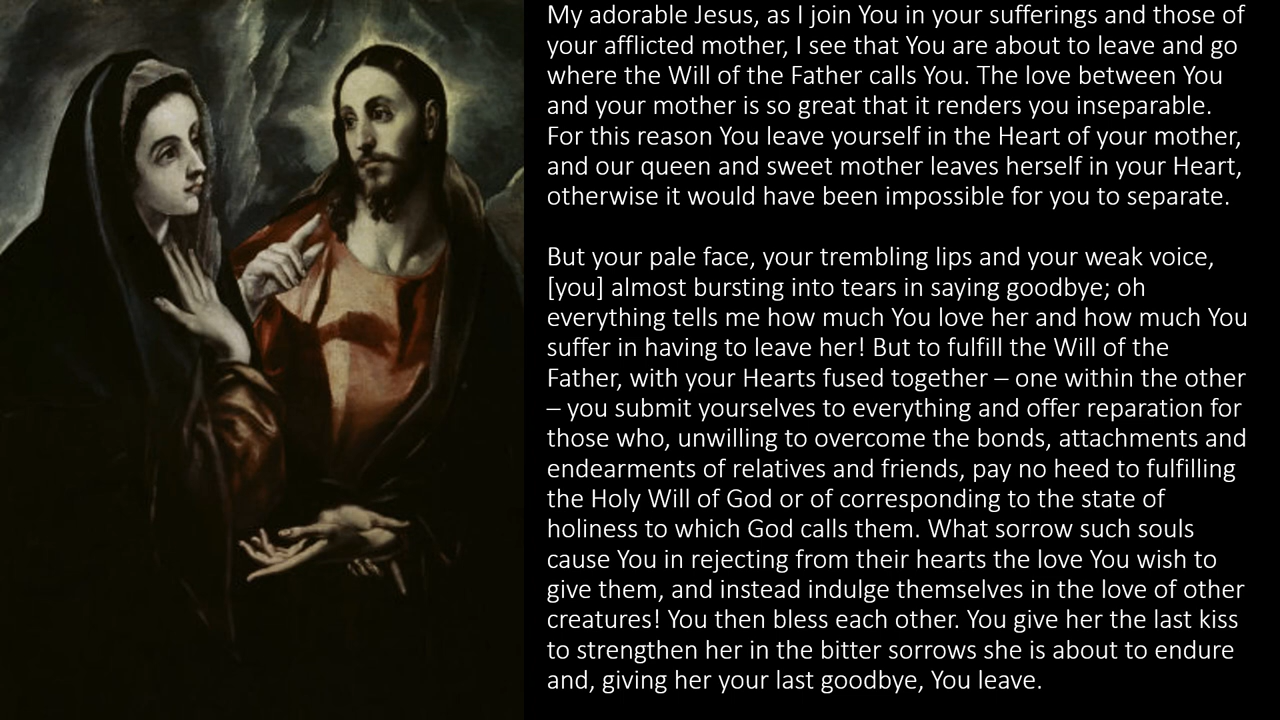 My adorable Jesus, as I join You in your sufferings and those of
your afflicted mother, I see that You are about to leave and go
where the Will of the Father calls You. The love between You
and your mother is so great that it renders you inseparable.
For this reason You leave yourself in the Heart of your mother,
and our queen and sweet mother leaves herself in your Heart,
otherwise it would have been impossible for you to separate.
But your pale face, your trembling lips and your weak voice,
[you] almost bursting into tears in saying goodbye; oh
everything tells me how much You love her and how much You
suffer in having to leave her! But to fulfill the Will of the
Father, with your Hearts fused together – one within the other
– you submit yourselves to everything and offer reparation for
those who, unwilling to overcome the bonds, attachments and
endearments of relatives and friends, pay no heed to fulfilling
the Holy Will of God or of corresponding to the state of
holiness to which God calls them. What sorrow such souls
cause You in rejecting from their hearts the love You wish to
give them, and instead indulge themselves in the love of other
creatures! You then bless each other. You give her the last kiss
to strengthen her in the bitter sorrows she is about to endure
and, giving her your last goodbye, You leave.